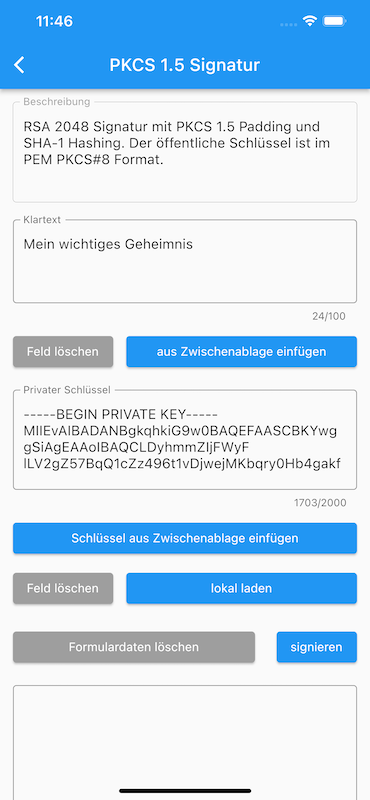 11:46
PKCS 1.5 Signatur
Beschreibung
RSA 2048 Signatur mit PKCS 1.5 Padding und
SHA-1 Hashing. Der öffentliche Schlüssel ist im
PEM PKCS#8 Format.
Klartext
Mein wichtiges Geheimnis
24/100
Feld löschen
aus Zwischenablage einfügen
Privater Schlüssel
-----BEGIN PRIVATE KEY-----
MIIEvAIBADANBgkqhkiG9w0BAQEFAASCBKYwg
gSiAgEAAoIBAQCLDyhmmZIjFWyF
lLV2gZ57BqQ1cZz496t1vDjwejMKbqry0Hb4gakf
1703/2000
Schlüssel aus Zwischenablage einfügen
Feld löschen
lokal laden
Formulardaten löschen
signieren